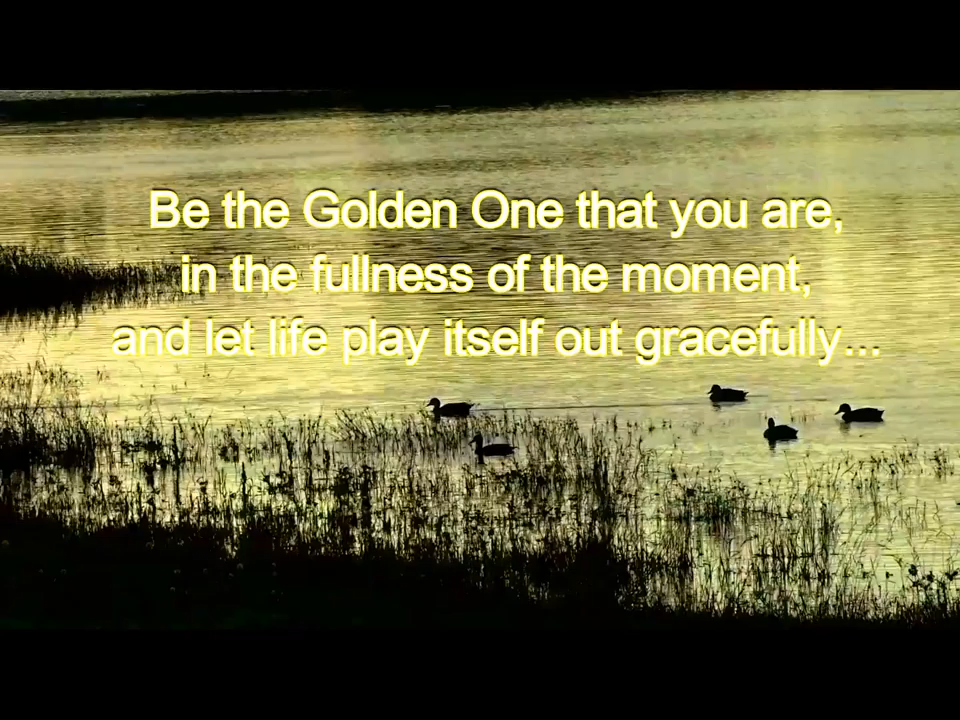 Be the Golden One that you are,
in the fullness of the moment,
and let life play itself out gracefully...